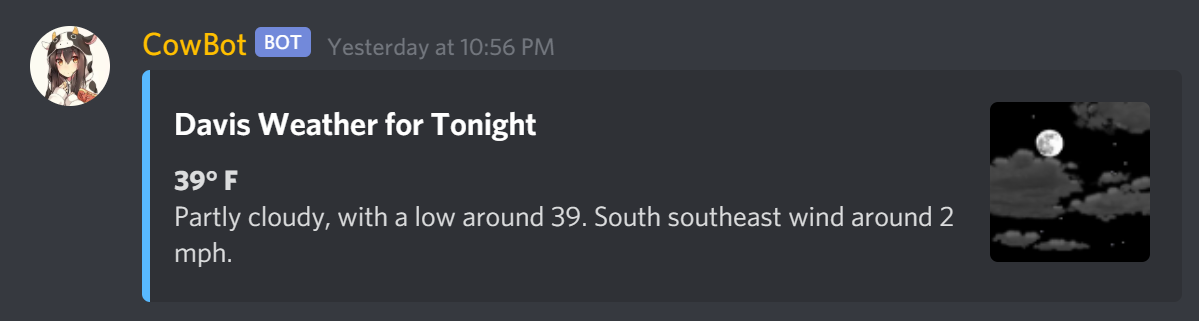 CowBot BOT Yesterday at 10:56 PM
Davis Weather for Tonight
39° F
Partly cloudy, with a low around 39. South southeast wind around 2
mph.